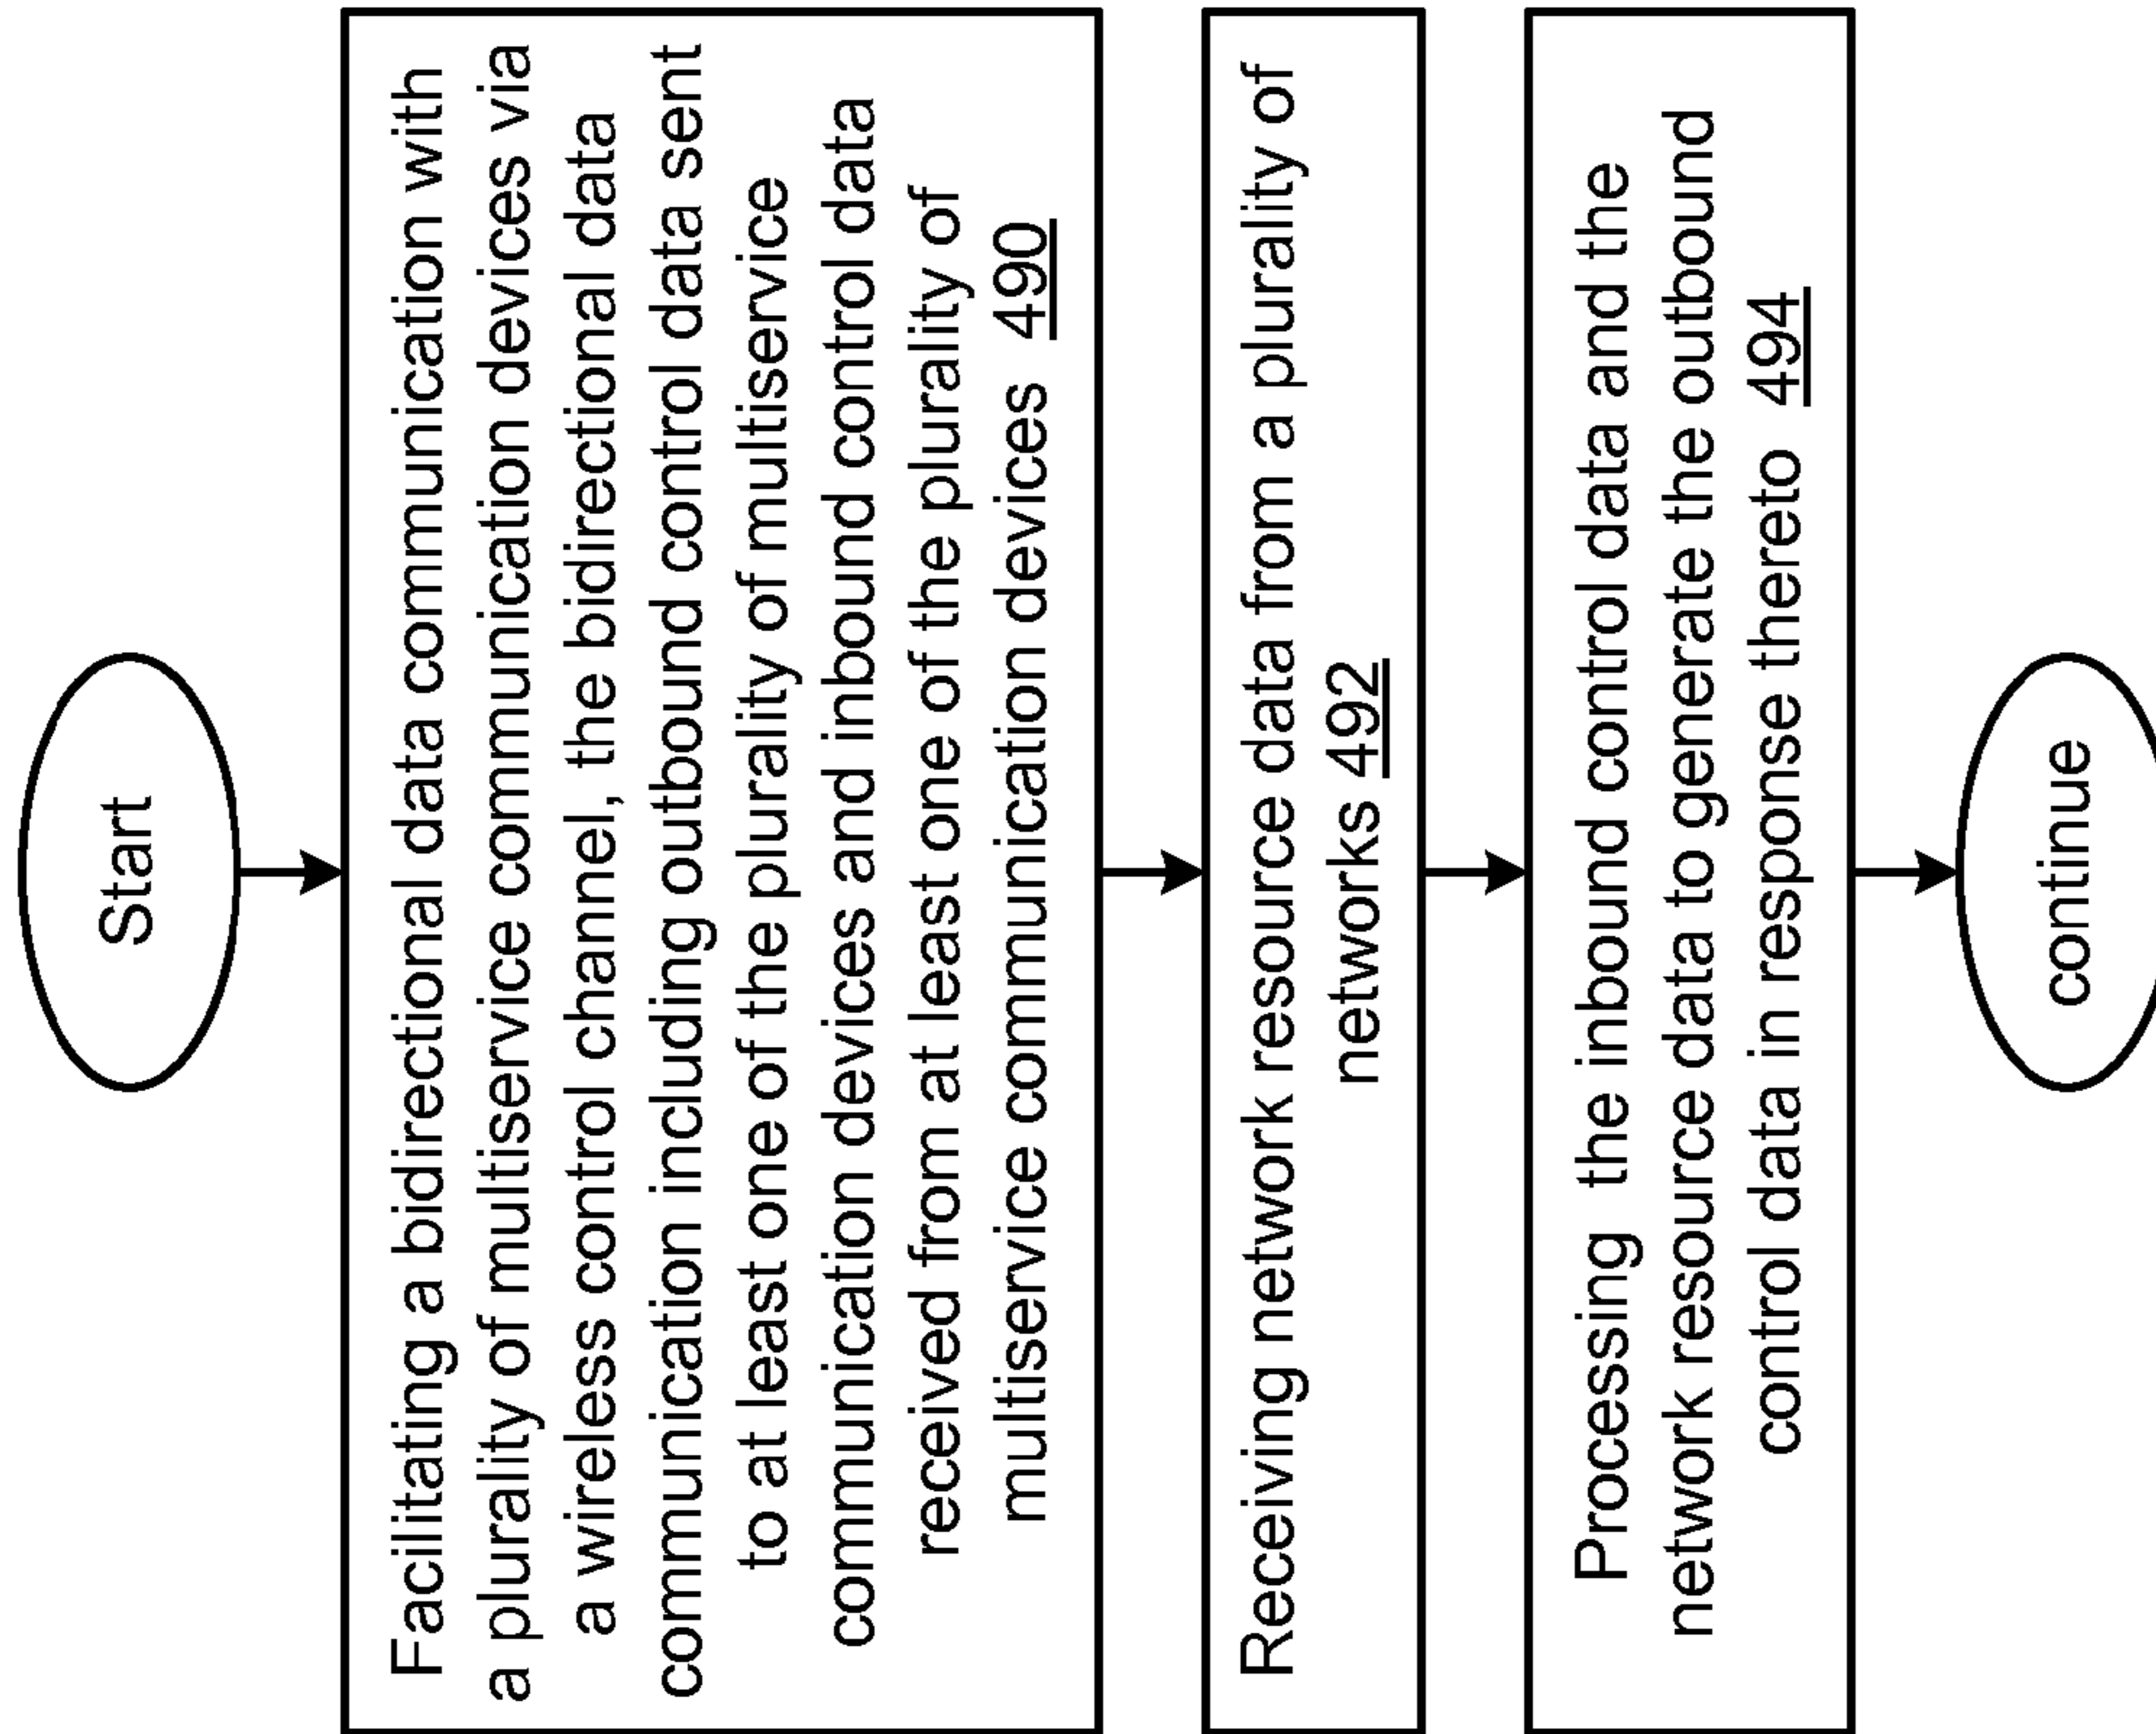 Start
Facilitating a bidirectional data communication with
a plurality of multiservice communication devices via
a wireless control channel, the bidirectional data
communication including outbound control data sent
to at least one of the plurality of multiservice
communication devices and inbound control data
received from at least one of the plurality of
multiservice communication devices 490
Receiving network resource data from a plurality of
networks 492
Processing the inbound control data and the
network resource data to generate the outbound
control data in response thereto 494
continue